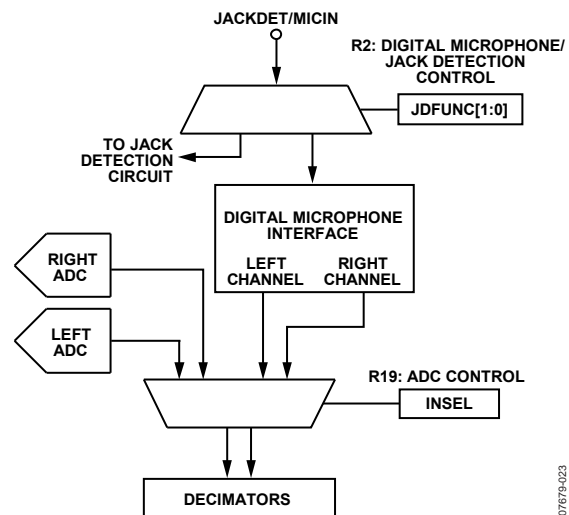 JACKDET/MICIN
R2: DIGITAL MICROPHONE/
JACK DETECTION
CONTROL
JDFUNC[1:0]
TO JACK
DETECTION
CIRCUIT
DIGITAL MICROPHONE
INTERFACE
LEFT
CHANNEL
RIGHT
CHANNEL
RIGHT
ADC
LEFT
ADC
R19: ADC CONTROL
INSEL
DECIMATORS
07679-023